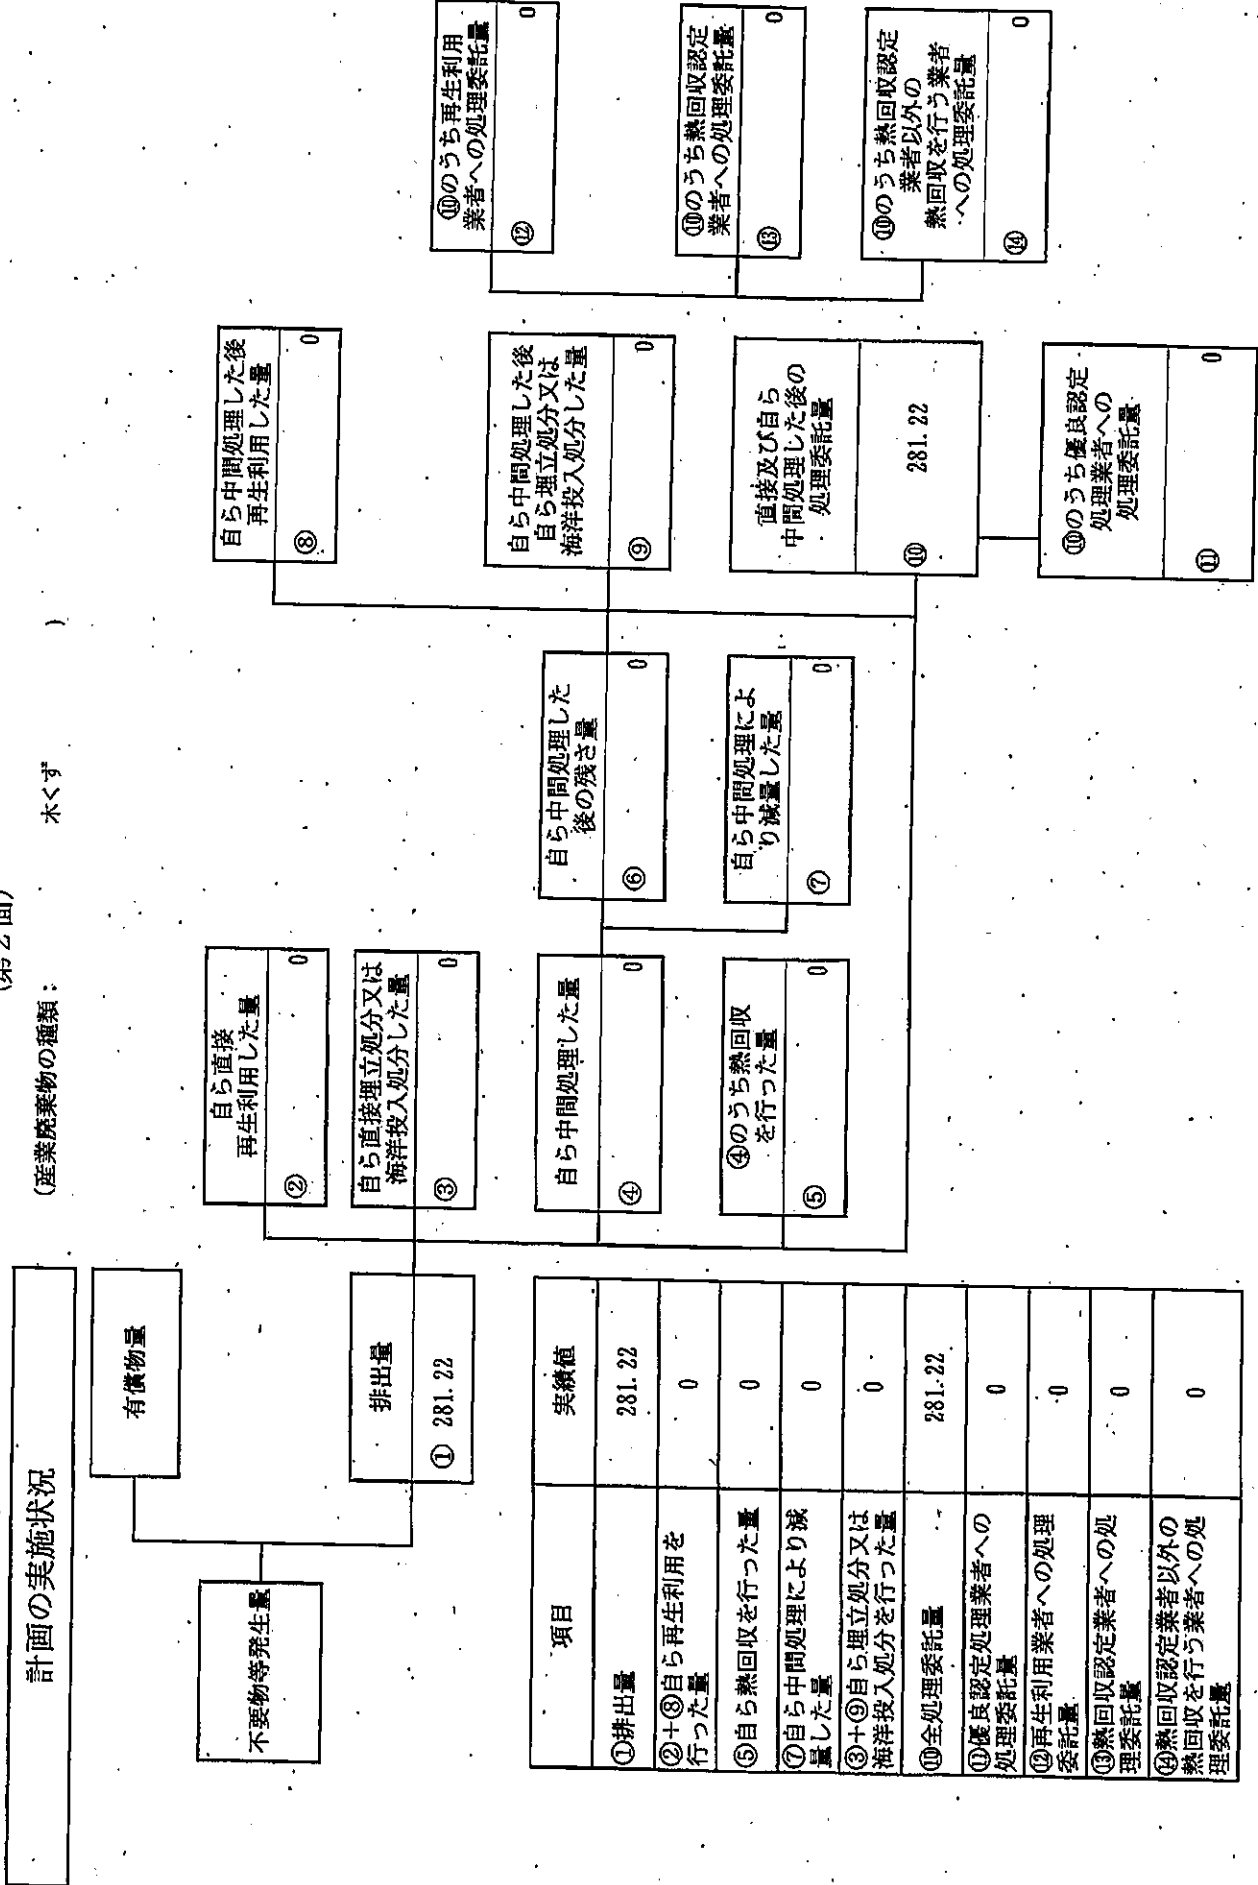 (第2面)
計画の実施状況
(産業廃棄物の種類:
木くず
)
有償物量
不要物等発生量
排出量
① 281.22
自ら直接
再生利用した量
② 0
自ら直接埋立処分又は
海洋投入処分した量
③ 0
自ら中間処理した量
④ 0
④のうち熱回収
を行った量
⑤ 0
自ら中間処理した
後の残さ量
⑥ 0
自ら中間処理によ
り減量した量
⑦ 0
自ら中間処理した後
再生利用した量
⑧ 0
自ら中間処理した後
自ら埋立処分又は
海洋投入処分した量
⑨ 0
直接及び自ら
中間処理した後の
処理委託量
⑩ 281.22
⑩のうち優良認定
処理業者への
処理委託量
⑪ 0
⑩のうち再生利用
業者への処理委託量
⑫ 0
⑩のうち熱回収認定
業者への処理委託量
⑬ 0
⑩のうち熱回収認定
業者以外の
熱回収を行う業者
への処理委託量
⑭ 0
項目 実績値
①排出量 281.22
②+⑧自ら再生利用を
行った量 0
⑤自ら熱回収を行った量 0
⑦自ら中間処理により減
量した量 0
③+⑨自ら埋立処分又は
海洋投入処分を行った量 0
⑩全処理委託量 281.22
⑪優良認定処理業者への
処理委託量 0
⑫再生利用業者への処理
委託量 0
⑬熱回収認定業者への処
理委託量 0
⑭熱回収認定業者以外の
熱回収を行う業者への処
理委託量 0